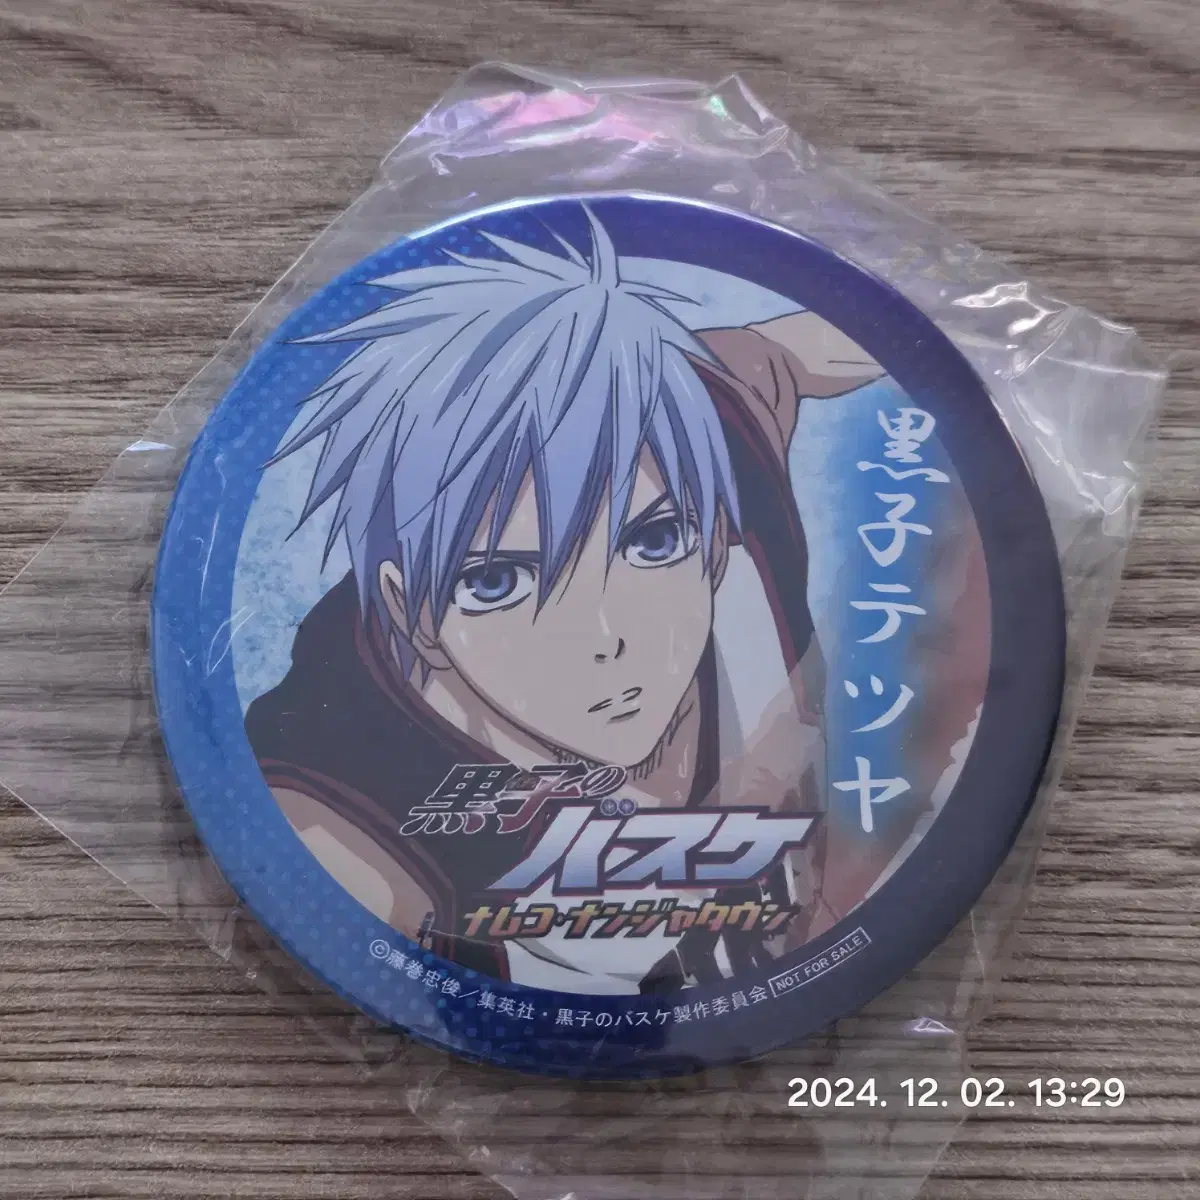 黒子テツヤ
黒子の
バスケ
ナムコ・ナンジャタウン
©藤巻忠俊／集英社・黒子のバスケ製作委員会
NOT FOR SALE
2024. 12. 02. 13:29